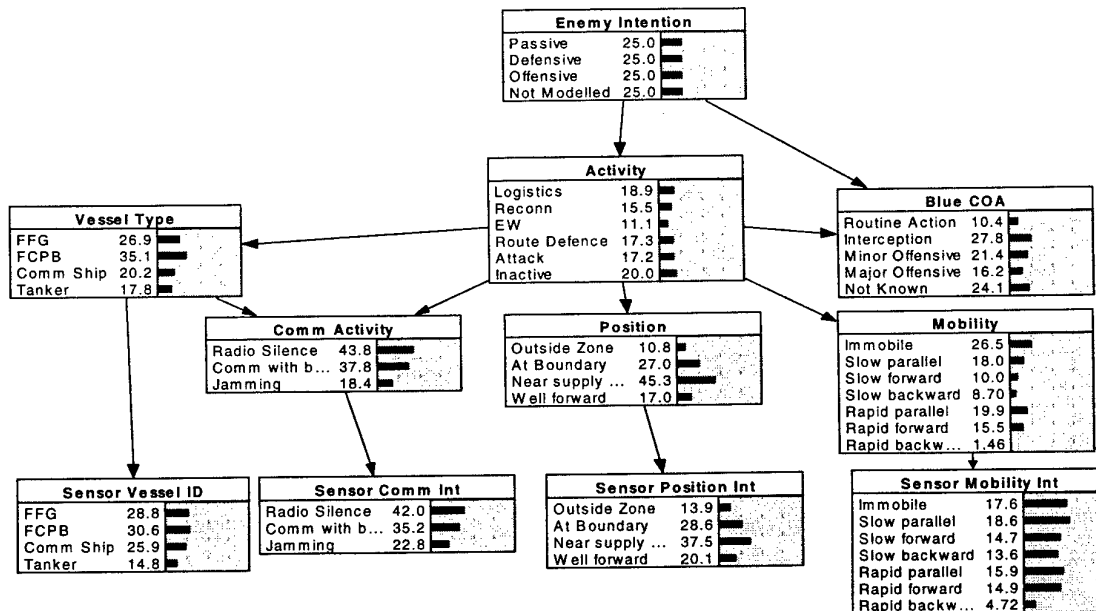 Enemy Intention
Passive 25.0
Defensive 25.0
Offensive 25.0
Not Modelled 25.0
Activity
Logistics 18.9
Reconn 15.5
EW 11.1
Route Defence 17.3
Attack 17.2
Inactive 20.0
Vessel Type
FFG 26.9
FCPB 35.1
Comm Ship 20.2
Tanker 17.8
Blue COA
Routine Action 10.4
Interception 27.8
Minor Offensive 21.4
Major Offensive 16.2
Not Known 24.1
Comm Activity
Radio Silence 43.8
Comm with b... 37.8
Jamming 18.4
Position
Outside Zone 10.8
At Boundary 27.0
Near supply ... 45.3
Well forward 17.0
Mobility
Immobile 26.5
Slow parallel 18.0
Slow forward 10.0
Slow backward 8.70
Rapid parallel 19.9
Rapid forward 15.5
Rapid backw... 1.46
Sensor Vessel ID
FFG 28.8
FCPB 30.6
Comm Ship 25.9
Tanker 14.8
Sensor Comm Int
Radio Silence 42.0
Comm with b... 35.2
Jamming 22.8
Sensor Position Int
Outside Zone 13.9
At Boundary 28.6
Near supply ... 37.5
Well forward 20.1
Sensor Mobility Int
Immobile 17.6
Slow parallel 18.6
Slow forward 14.7
Slow backward 13.6
Rapid parallel 15.9
Rapid forward 14.9
Rapid backw... 4.72